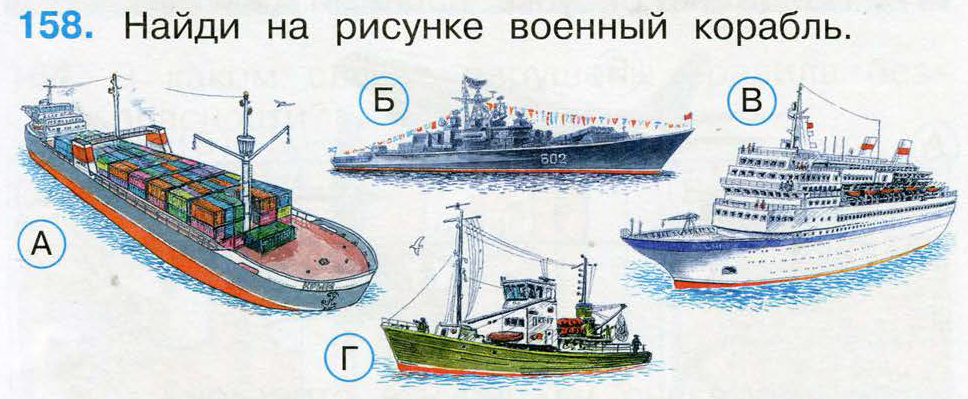 158. Найди на рисунке военный корабль.
Б
В
602
А
Г